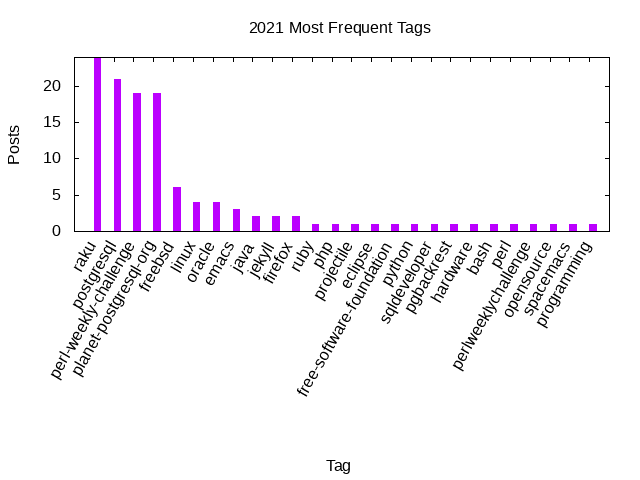 2021 Most Frequent Tags
Posts
20
15
10
5
0
raku
postgresql
perl-weekly-challenge
planet-postgresql-org
freebsd
linux
oracle
emacs
java
jekyll
firefox
ruby
php
projectile
eclipse
free-software-foundation
python
sqldeveloper
pgbackrest
hardware
bash
perl
perlweeklychallenge
opensource
spacemacs
programming
Tag